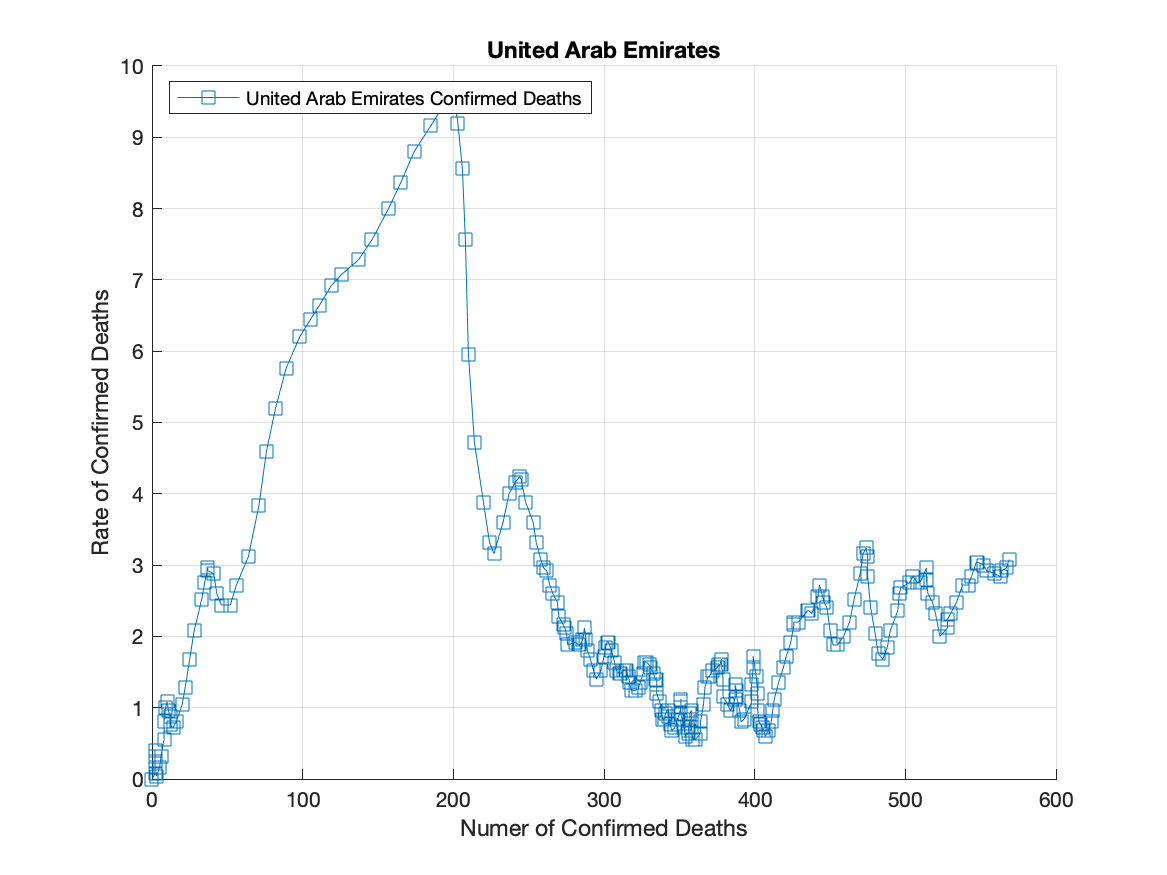 United Arab Emirates
10
United Arab Emirates Confirmed Deaths
9
8
7
6
5
4
3
2
1
0
Rate of Confirmed Deaths
0 100 200 300 400 500 600
Numer of Confirmed Deaths